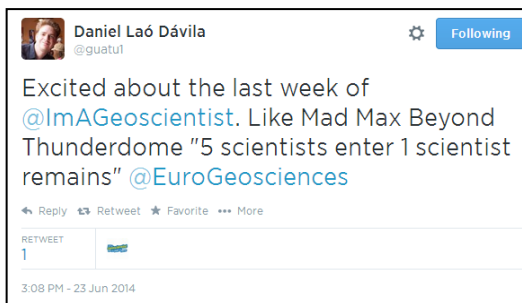 Daniel Laó Dávila
@guatu1
Following
Excited about the last week of
@ImAGeoscientist. Like Mad Max Beyond
Thunderdome "5 scientists enter 1 scientist
remains" @EuroGeosciences
Reply Retweet Favorite More
RETWEET
1
3:08 PM - 23 Jun 2014